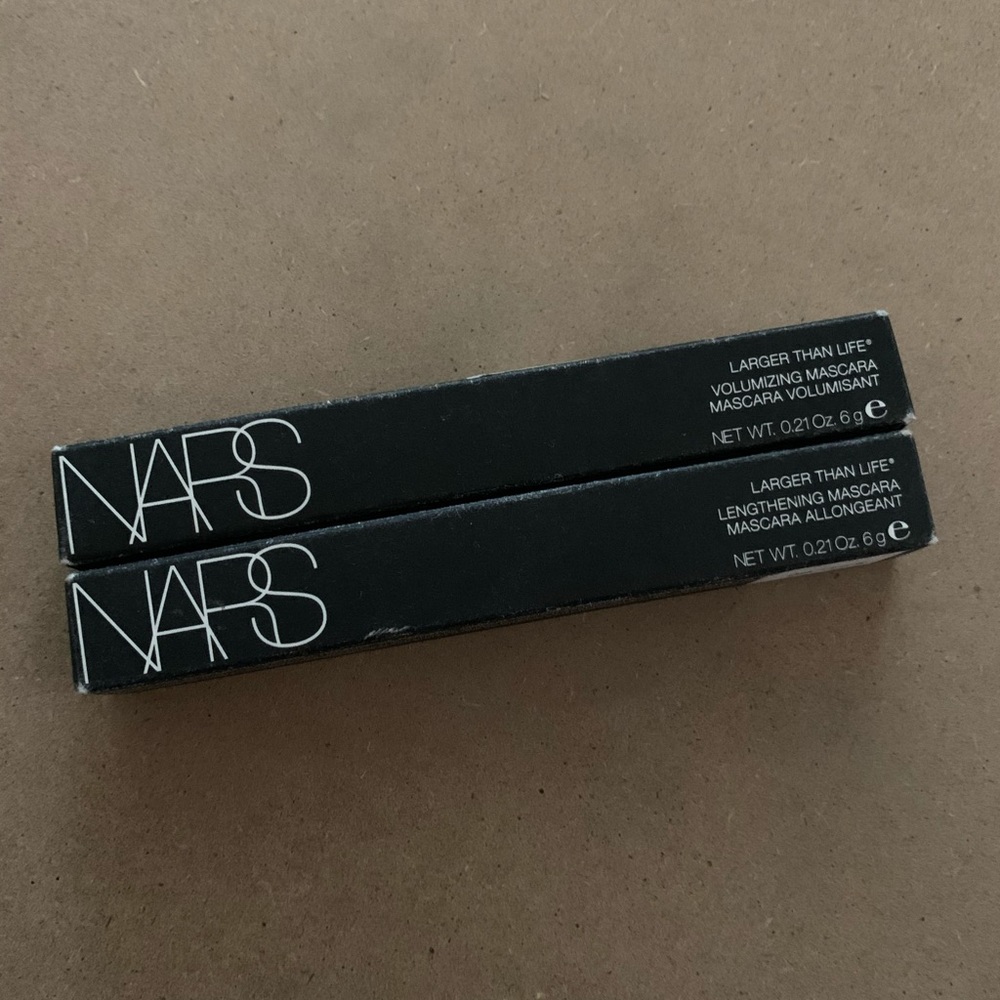 NARS
LARGER THAN LIFE®
VOLUMIZING MASCARA
MASCARA VOLUMISANT
NET WT. 0.21 Oz. 6 g ℮
NARS
LARGER THAN LIFE®
LENGTHENING MASCARA
MASCARA ALLONGEANT
NET WT. 0.21 Oz. 6 g ℮